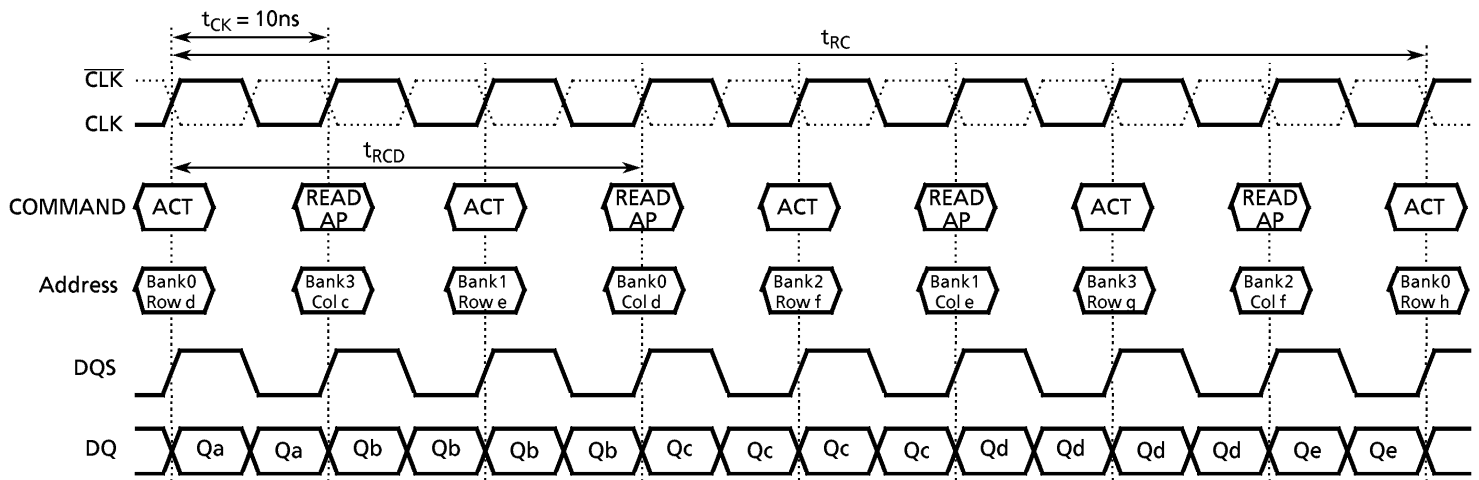 tCK = 10ns
tRC
CLK
CLK
tRCD
COMMAND ACT READ AP ACT READ AP ACT READ AP ACT READ AP ACT
Address Bank0 Row d Bank3 Col c Bank1 Row e Bank0 Col d Bank2 Row f Bank1 Col e Bank3 Row g Bank2 Col f Bank0 Row h
DQS
DQ Qa Qa Qb Qb Qb Qb Qc Qc Qc Qc Qd Qd Qd Qd Qe Qe